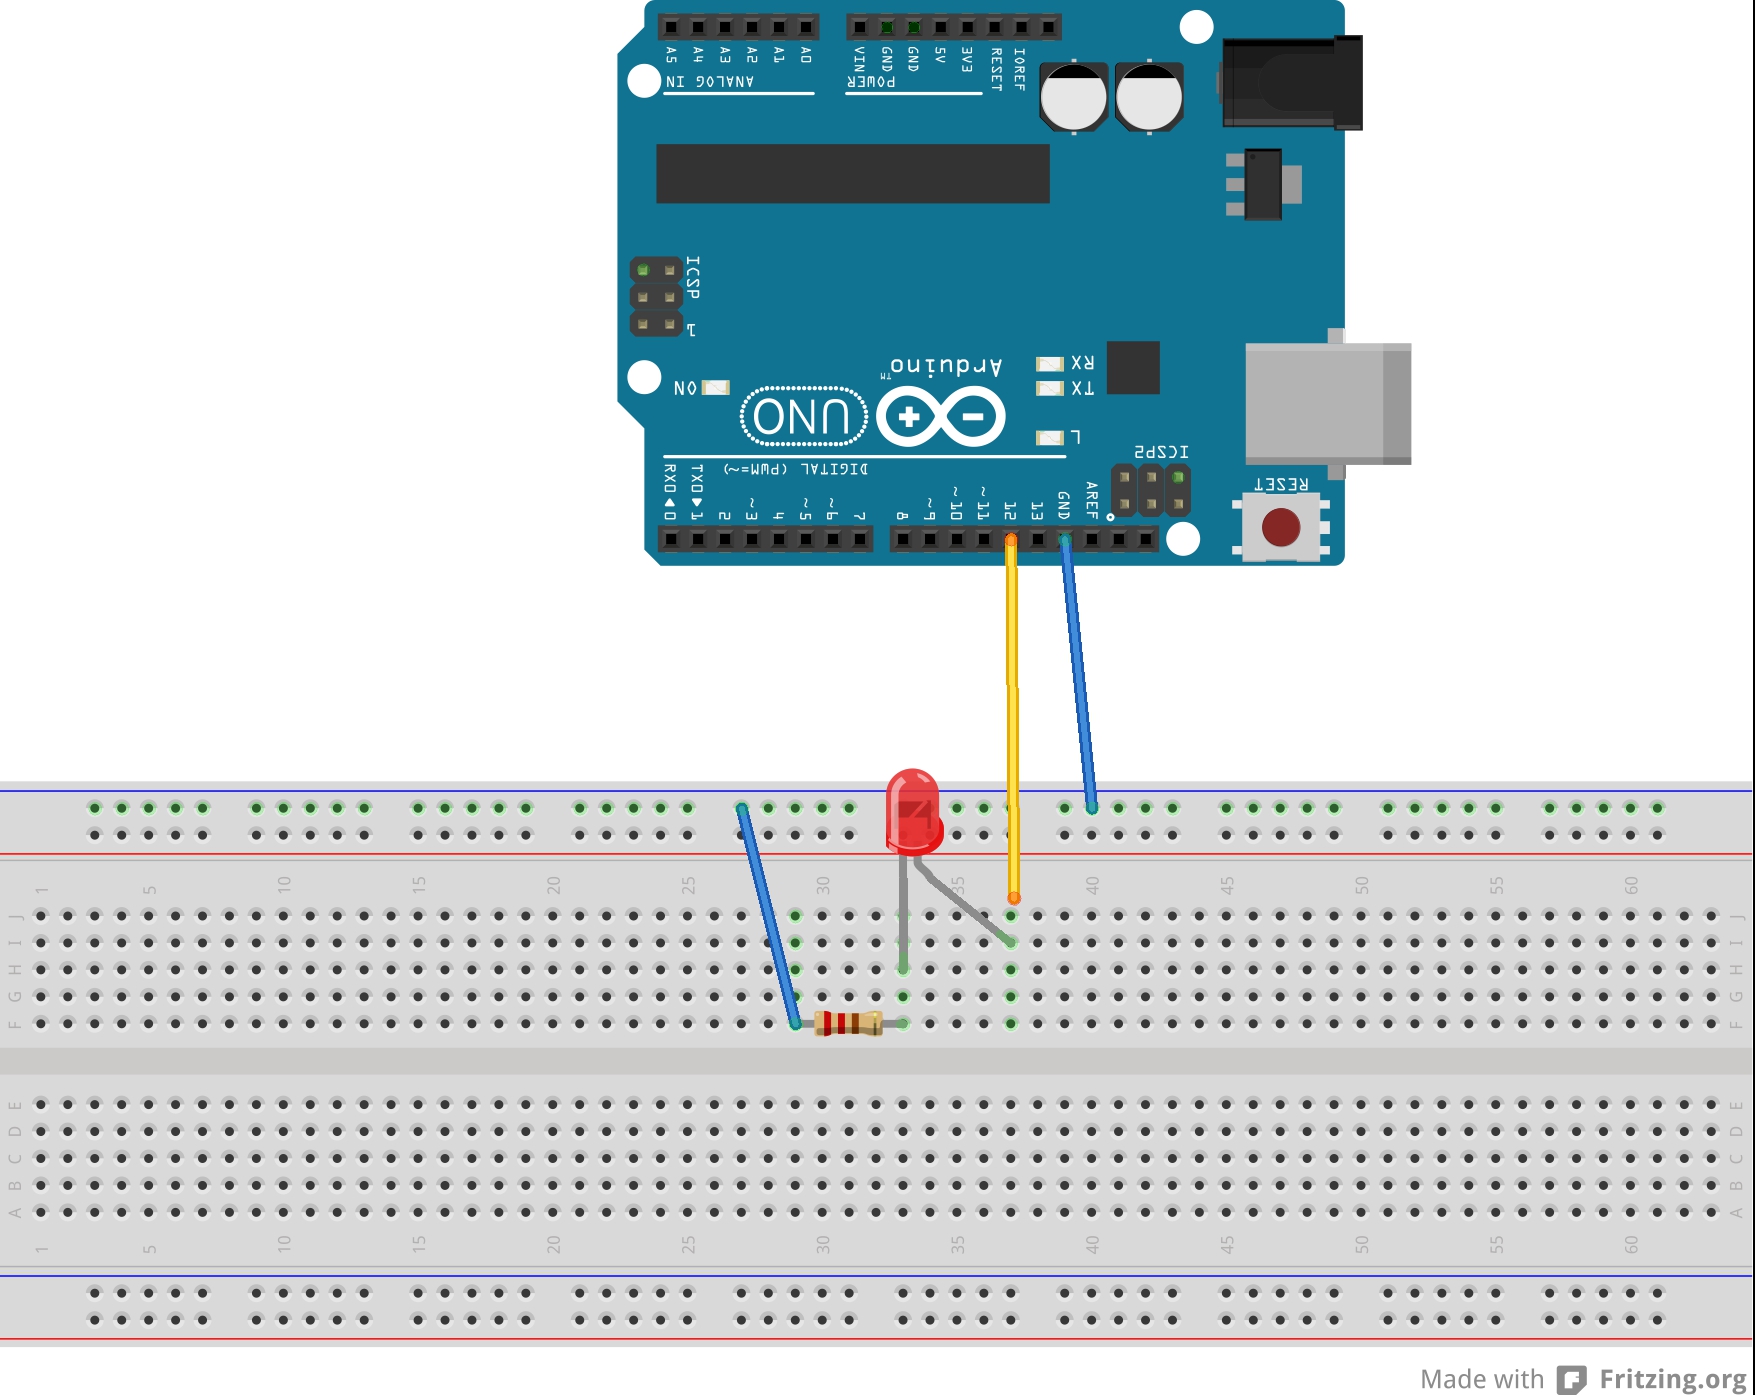 A5 A4 A3 A2 A1 A0 VIN GND GND 5V 3V3 RESET IOREF
ANALOG IN POWER
ICSP
1
Arduino
TM
RX
ON TX
UNO
L
ICSP2
DIGITAL (PWM=~)
RESET
RX0 TX0 GND AREF
0 1 2 ~3 4 ~5 ~6 7 8 ~9 ~10 ~11 12 13
1 5 10 15 20 25 30 35 40 45 50 55 60
J J
I I
H H
G G
F F
E E
D D
C C
B B
A A
1 5 10 15 20 25 30 35 40 45 50 55 60
Made with Fritzing.org